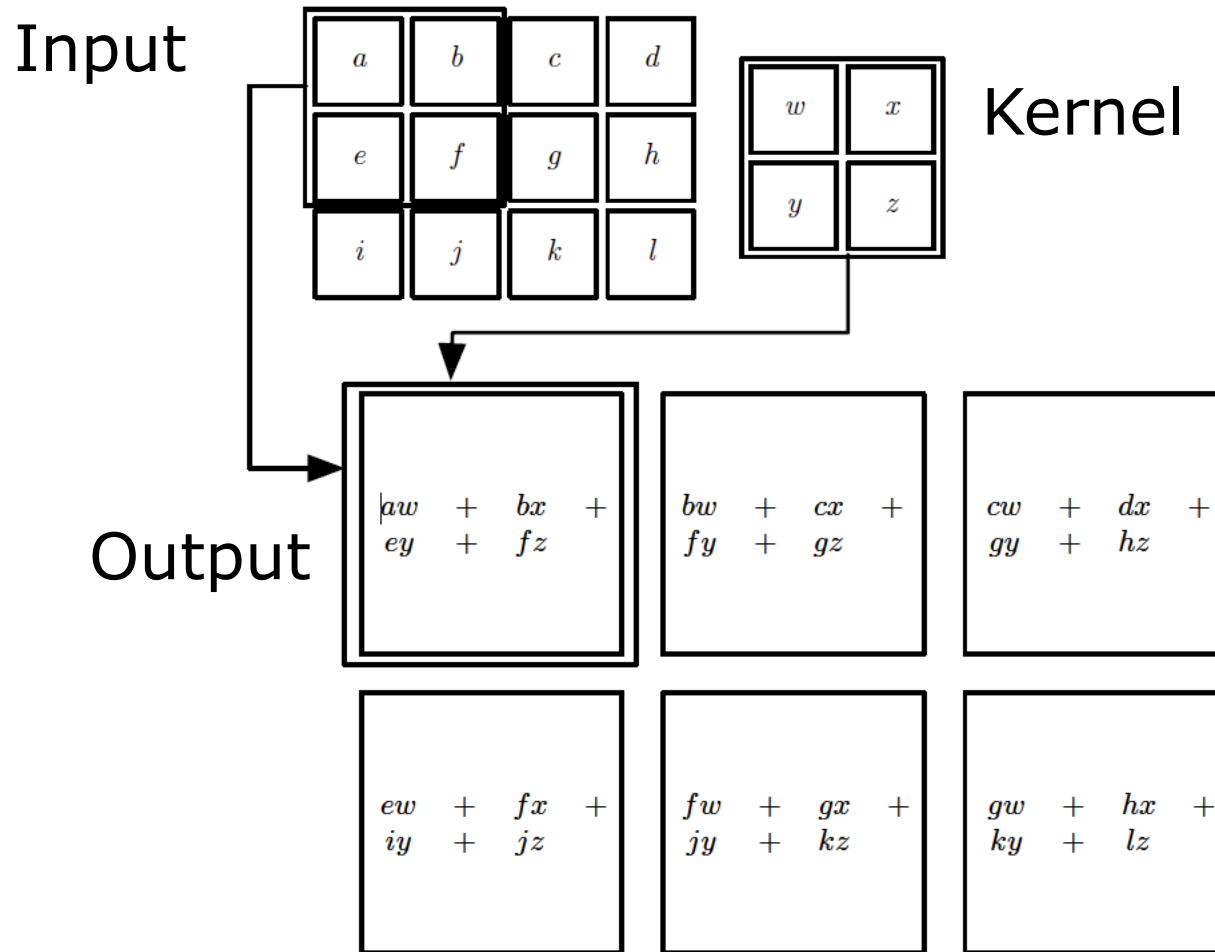 Input
a b c d
w x
Kernel
e f g h
y z
i j k l
aw + bx +
ey + fz
bw + cx +
fy + gz
cw + dx +
gy + hz
Output
ew + fx +
iy + jz
fw + gx +
jy + kz
gw + hx +
ky + lz